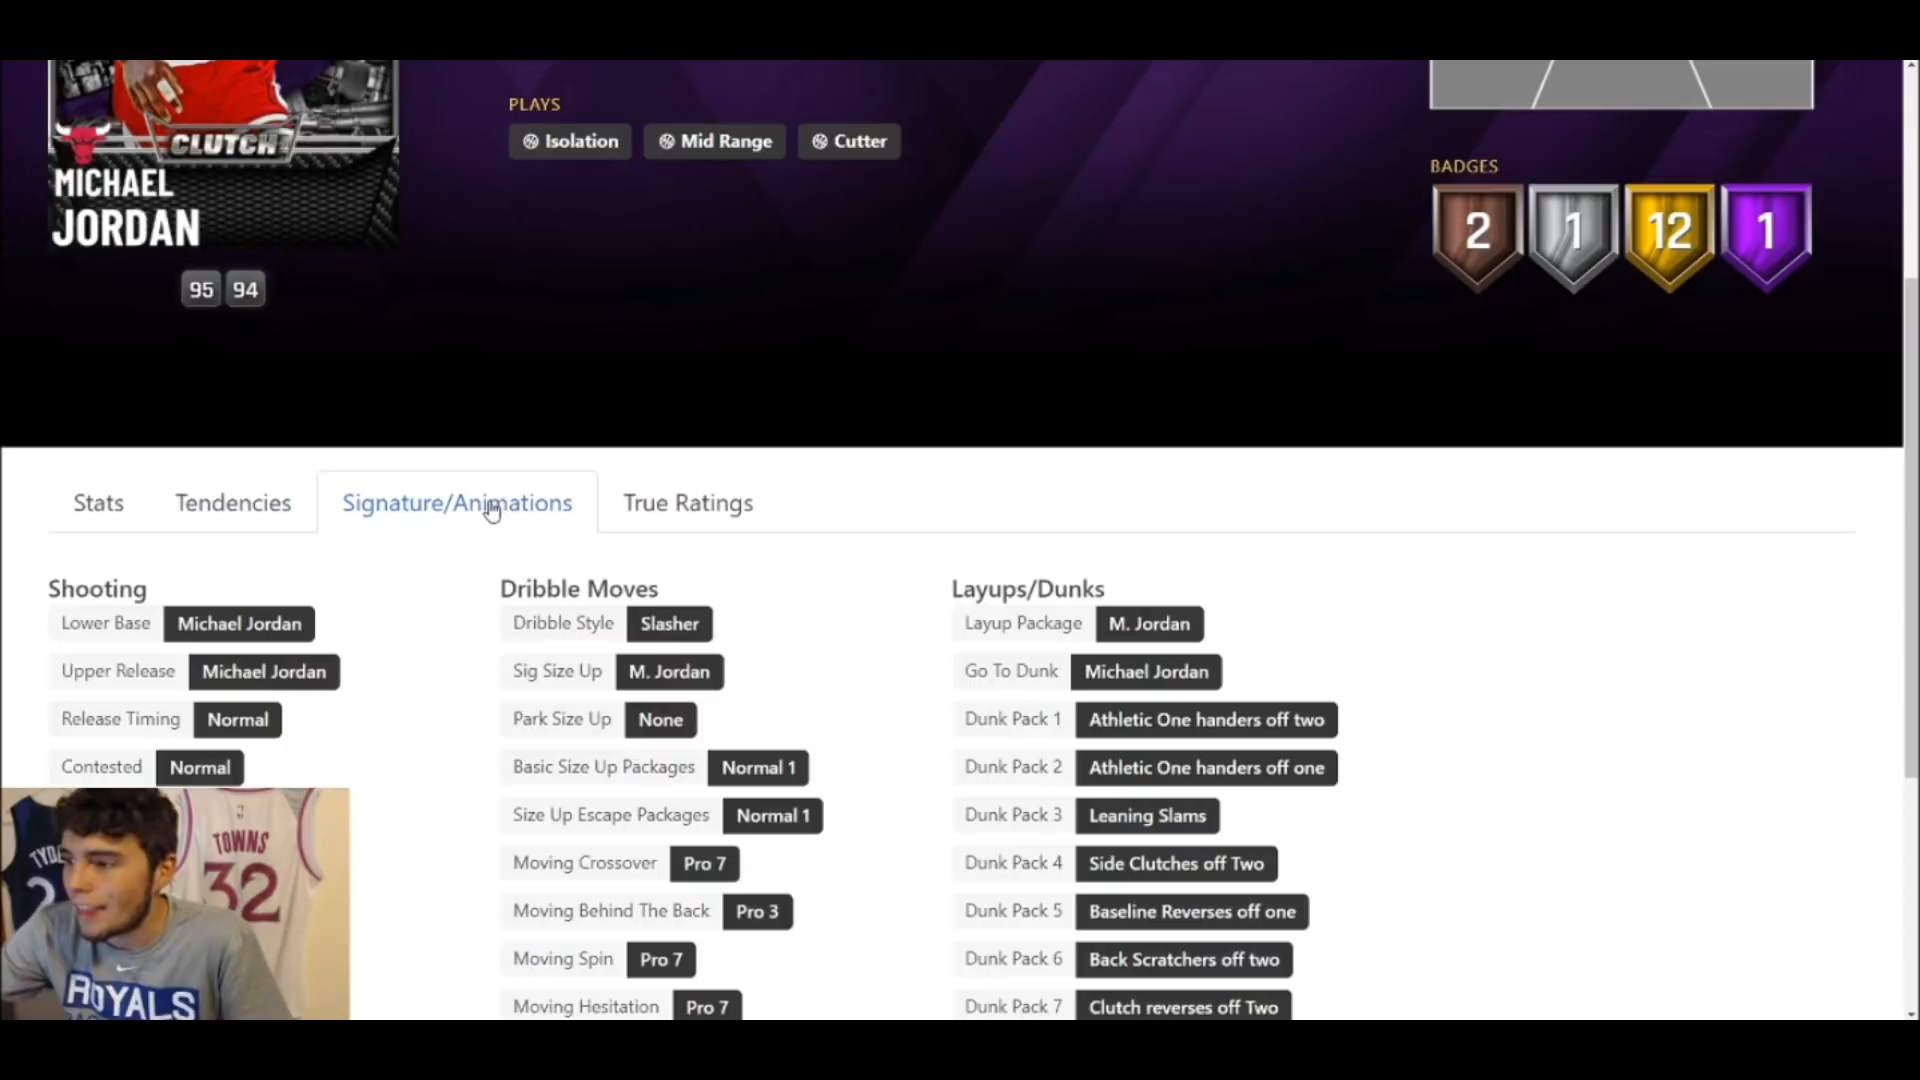 CLUTCH
MICHAEL
JORDAN
95 94
PLAYS
Isolation Mid Range Cutter
BADGES
2 1 12 1
Stats Tendencies Signature/Animations True Ratings
Shooting
Lower Base Michael Jordan
Upper Release Michael Jordan
Release Timing Normal
Contested Normal
Dribble Moves
Dribble Style Slasher
Sig Size Up M. Jordan
Park Size Up None
Basic Size Up Packages Normal 1
Size Up Escape Packages Normal 1
Moving Crossover Pro 7
Moving Behind The Back Pro 3
Moving Spin Pro 7
Moving Hesitation Pro 7
Layups/Dunks
Layup Package M. Jordan
Go To Dunk Michael Jordan
Dunk Pack 1 Athletic One handers off two
Dunk Pack 2 Athletic One handers off one
Dunk Pack 3 Leaning Slams
Dunk Pack 4 Side Clutches off Two
Dunk Pack 5 Baseline Reverses off one
Dunk Pack 6 Back Scratchers off two
Dunk Pack 7 Clutch reverses off Two
TOWNS
32
ROYALS